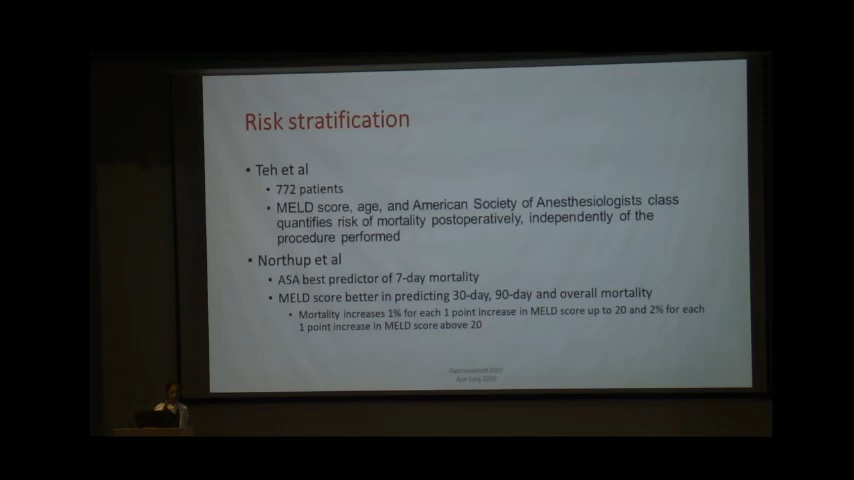 Risk stratification
• Teh et al
• 772 patients
• MELD score, age, and American Society of Anesthesiologists class
quantifies risk of mortality postoperatively, independently of the
procedure performed
• Northup et al
• ASA best predictor of 7-day mortality
• MELD score better in predicting 30-day, 90-day and overall mortality
• Mortality increases 1% for each 1 point increase in MELD score up to 20 and 2% for each
1 point increase in MELD score above 20